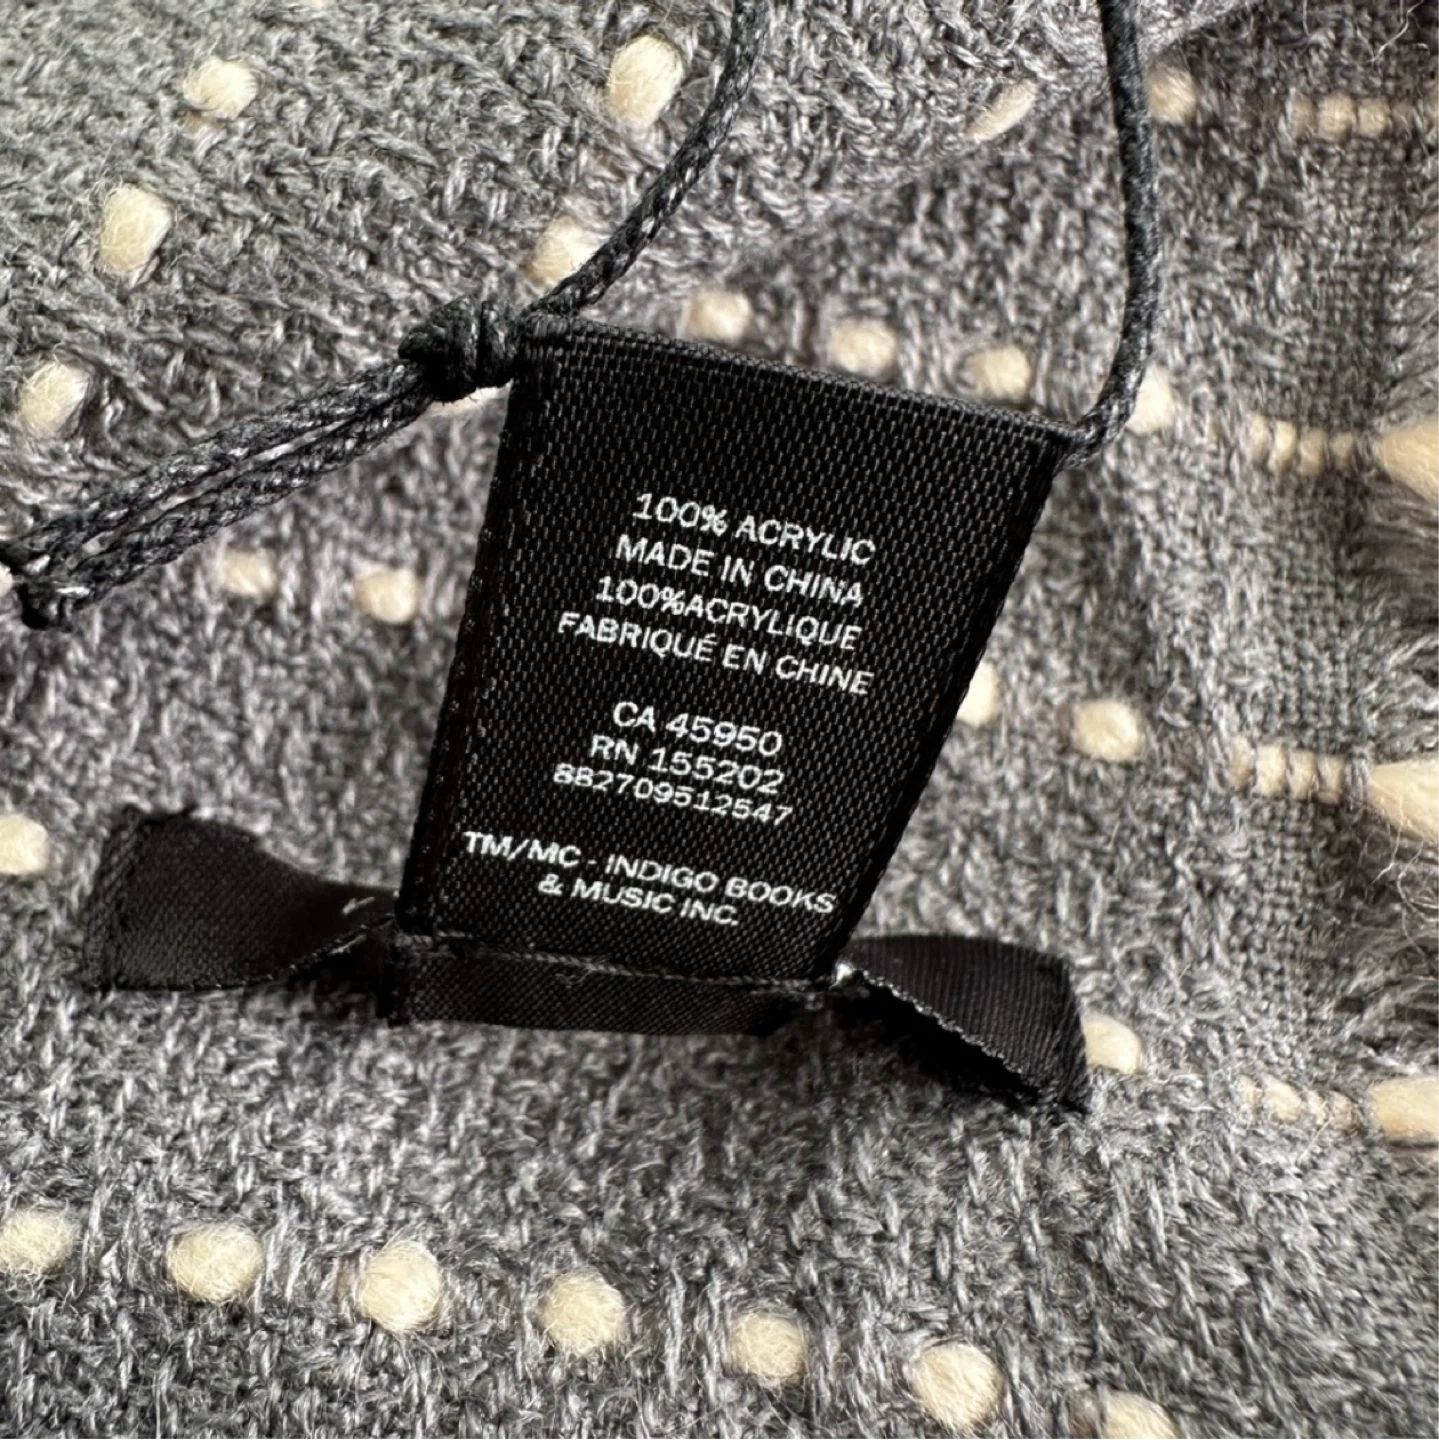 100% ACRYLIC
MADE IN CHINA
100%ACRYLIQUE
FABRIQUÉ EN CHINE
CA 45950
RN 155202
882709512547
TM/MC - INDIGO BOOKS
& MUSIC INC.